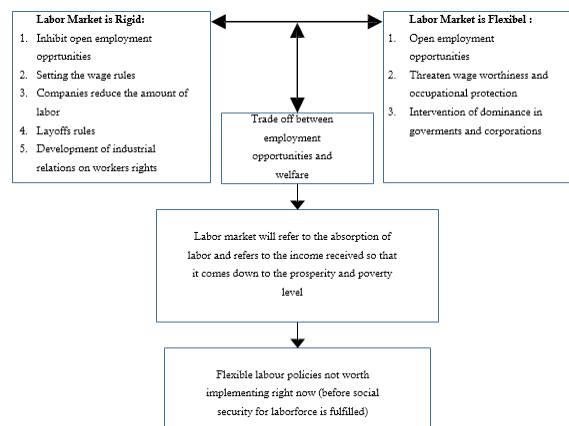 Labor Market is Rigid:
1. Inhibit open employment
opprtunities
2. Setting the wage rules
3. Companies reduce the amount of
labor
4. Layoffs rules
5. Development of industrial
relations on workers rights
Labor Market is Flexibel :
1. Open employment
opportunities
2. Threaten wage worthiness and
occupational protection
3. Intervention of dominance in
goverments and corporations
Trade off between
employment
opportunities and
welfare
Labor market will refer to the absorption of
labor and refers to the income received so that
it comes down to the prosperity and poverty
level
Flexible labour policies not worth
implementing right now (before social
security for laborforce is fulfilled)